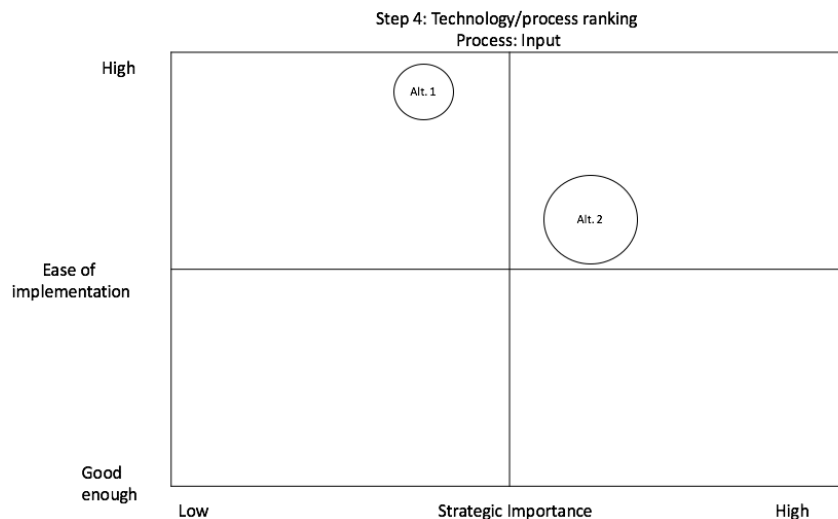 Step 4: Technology/process ranking
Process: Input
High
Alt. 1
Alt. 2
Ease of
implementation
Good
enough
Low
Strategic Importance
High